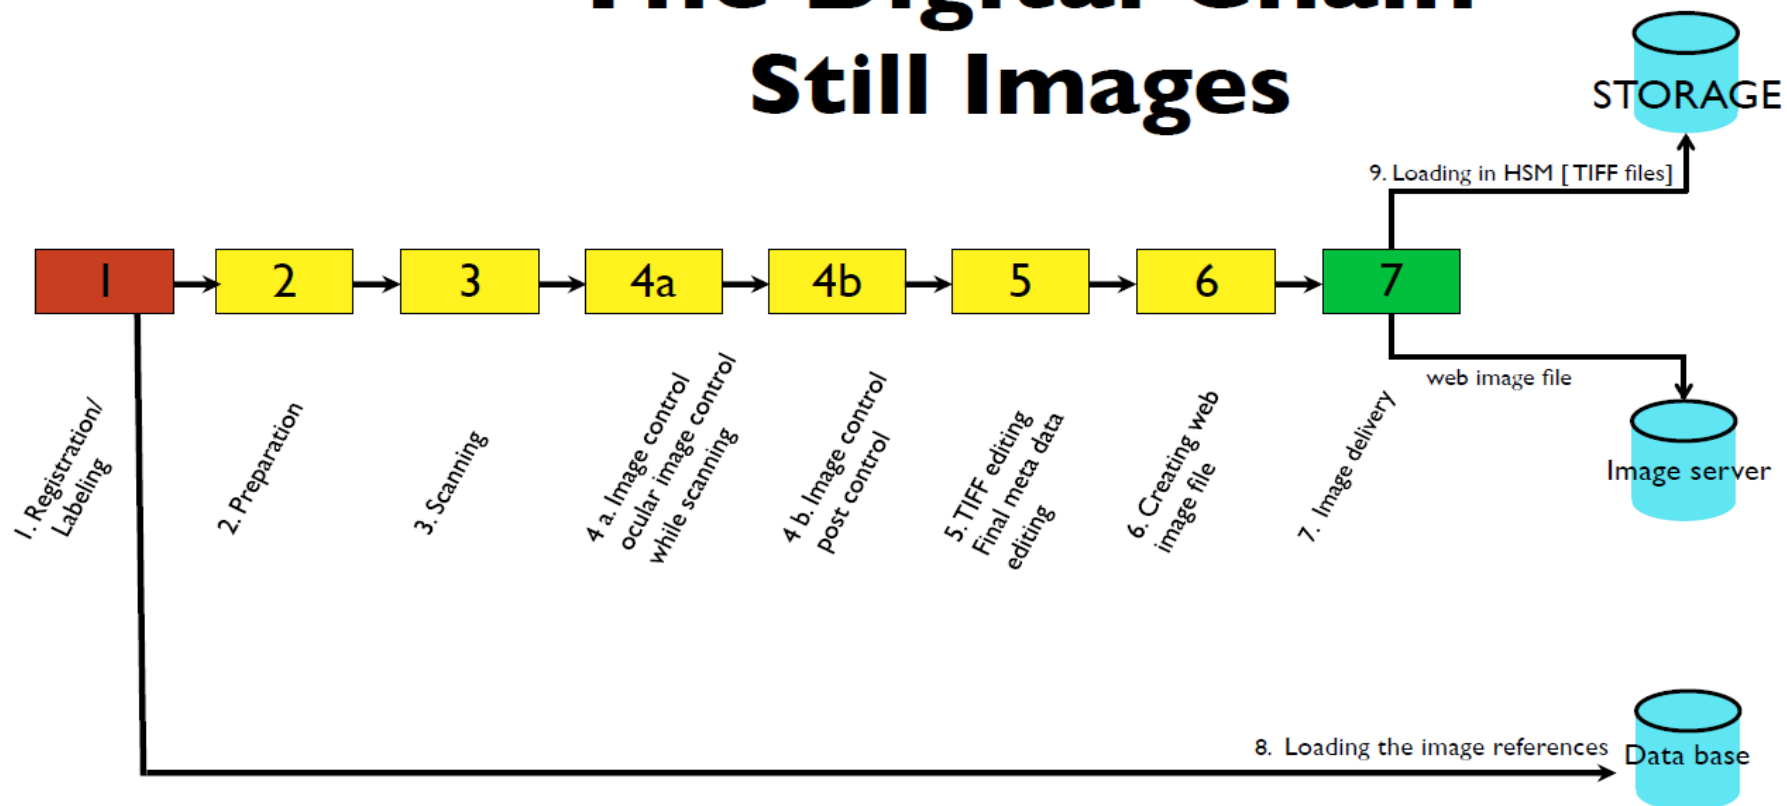 The Digital Chain
Still Images
STORAGE
9. Loading in HSM [ TIFF files]
1
2
3
4a
4b
5
6
7
web image file
1. Registration/
Labeling
2. Preparation
3. Scanning
4 a. Image control
ocular image control
while scanning
4 b. Image control
post control
5. TIFF editing
Final meta data
editing
6. Creating web
image file
7. Image delivery
Image server
8. Loading the image references
Data base